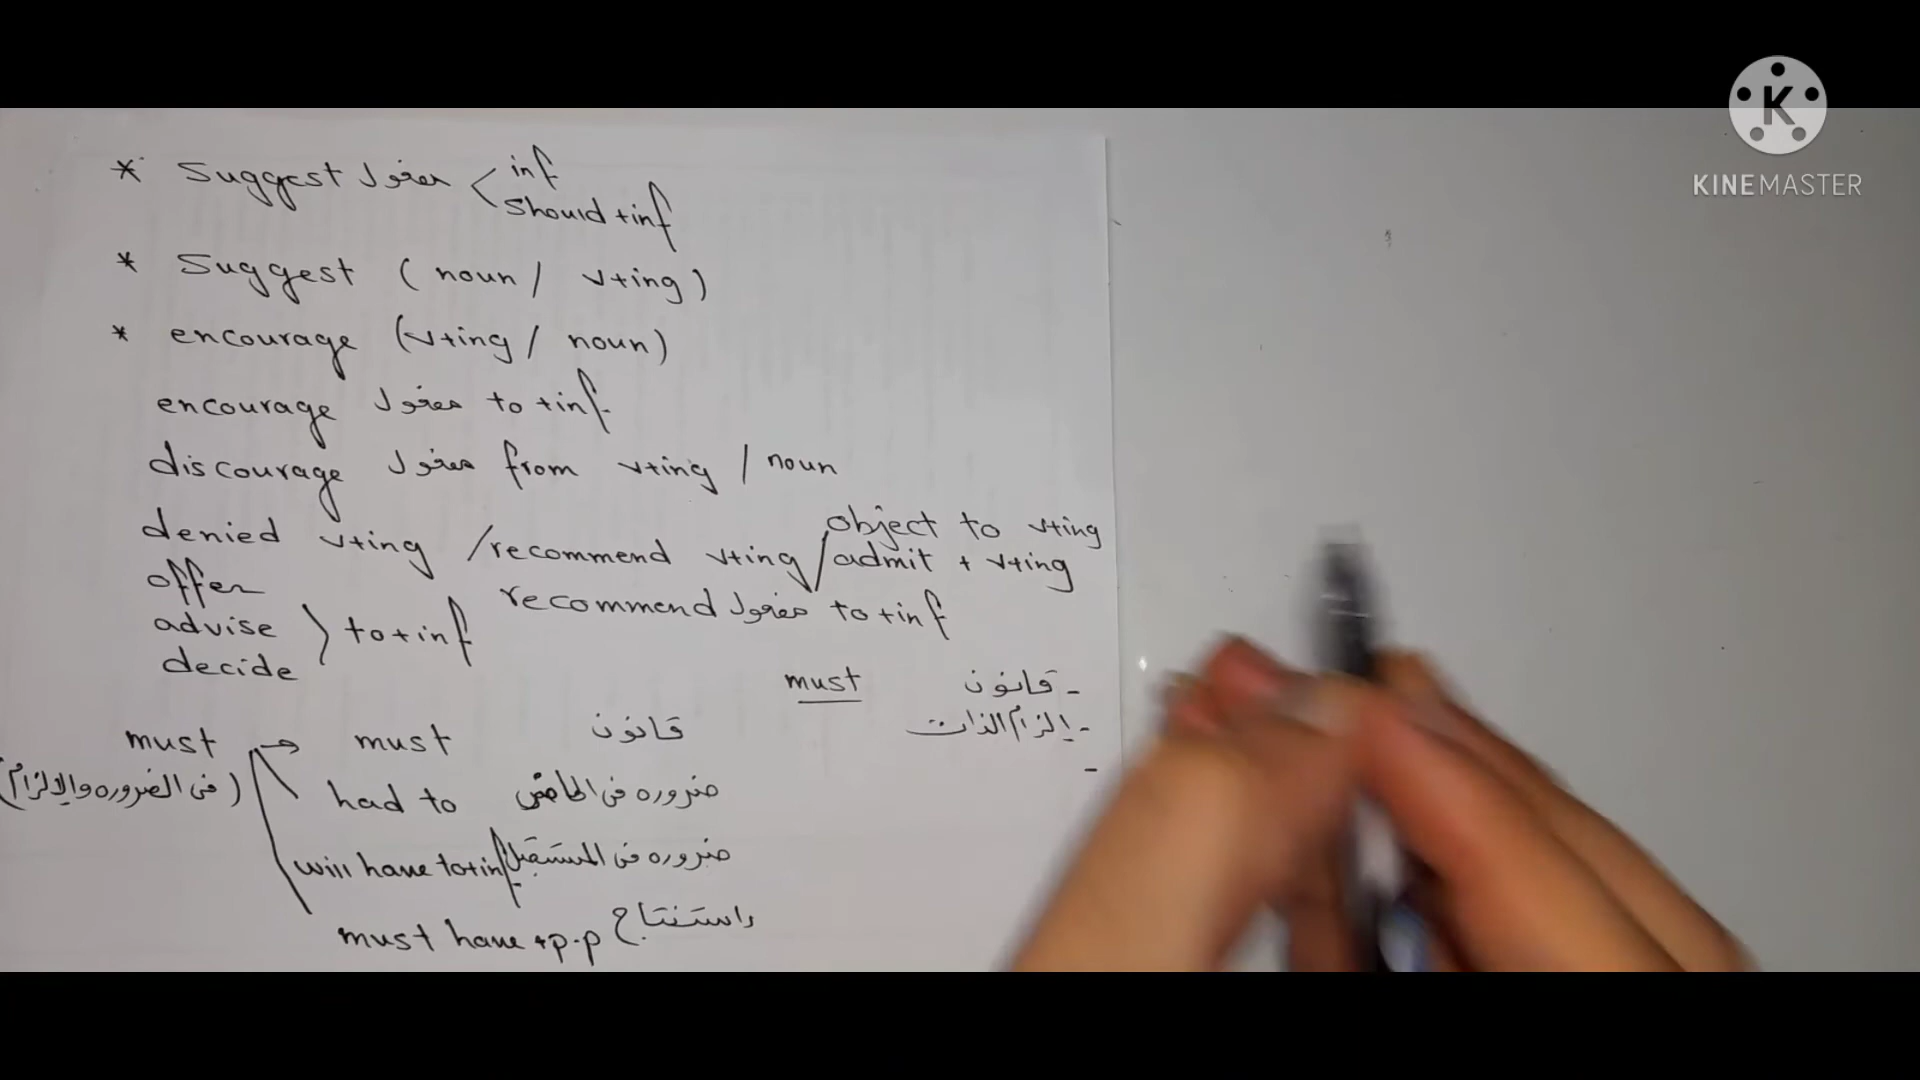 * Suggest مفعول < inf
should + inf
* Suggest ( noun / v+ing )
* encourage (v+ing / noun)
encourage مفعول to + inf
discourage مفعول from v+ing / noun
object to v+ing
denied v+ing / recommend v+ing / admit + v+ing
offer
recommend مفعول to + inf
advise } to + inf
decide
must - قانون
- إلزام الذات
-
must → must قانون
(فى الضروره والإلزام) had to ضروره فى الماضى
will have to+inf ضروره فى المستقبل
must have + p.p استنتاج
KINEMASTER